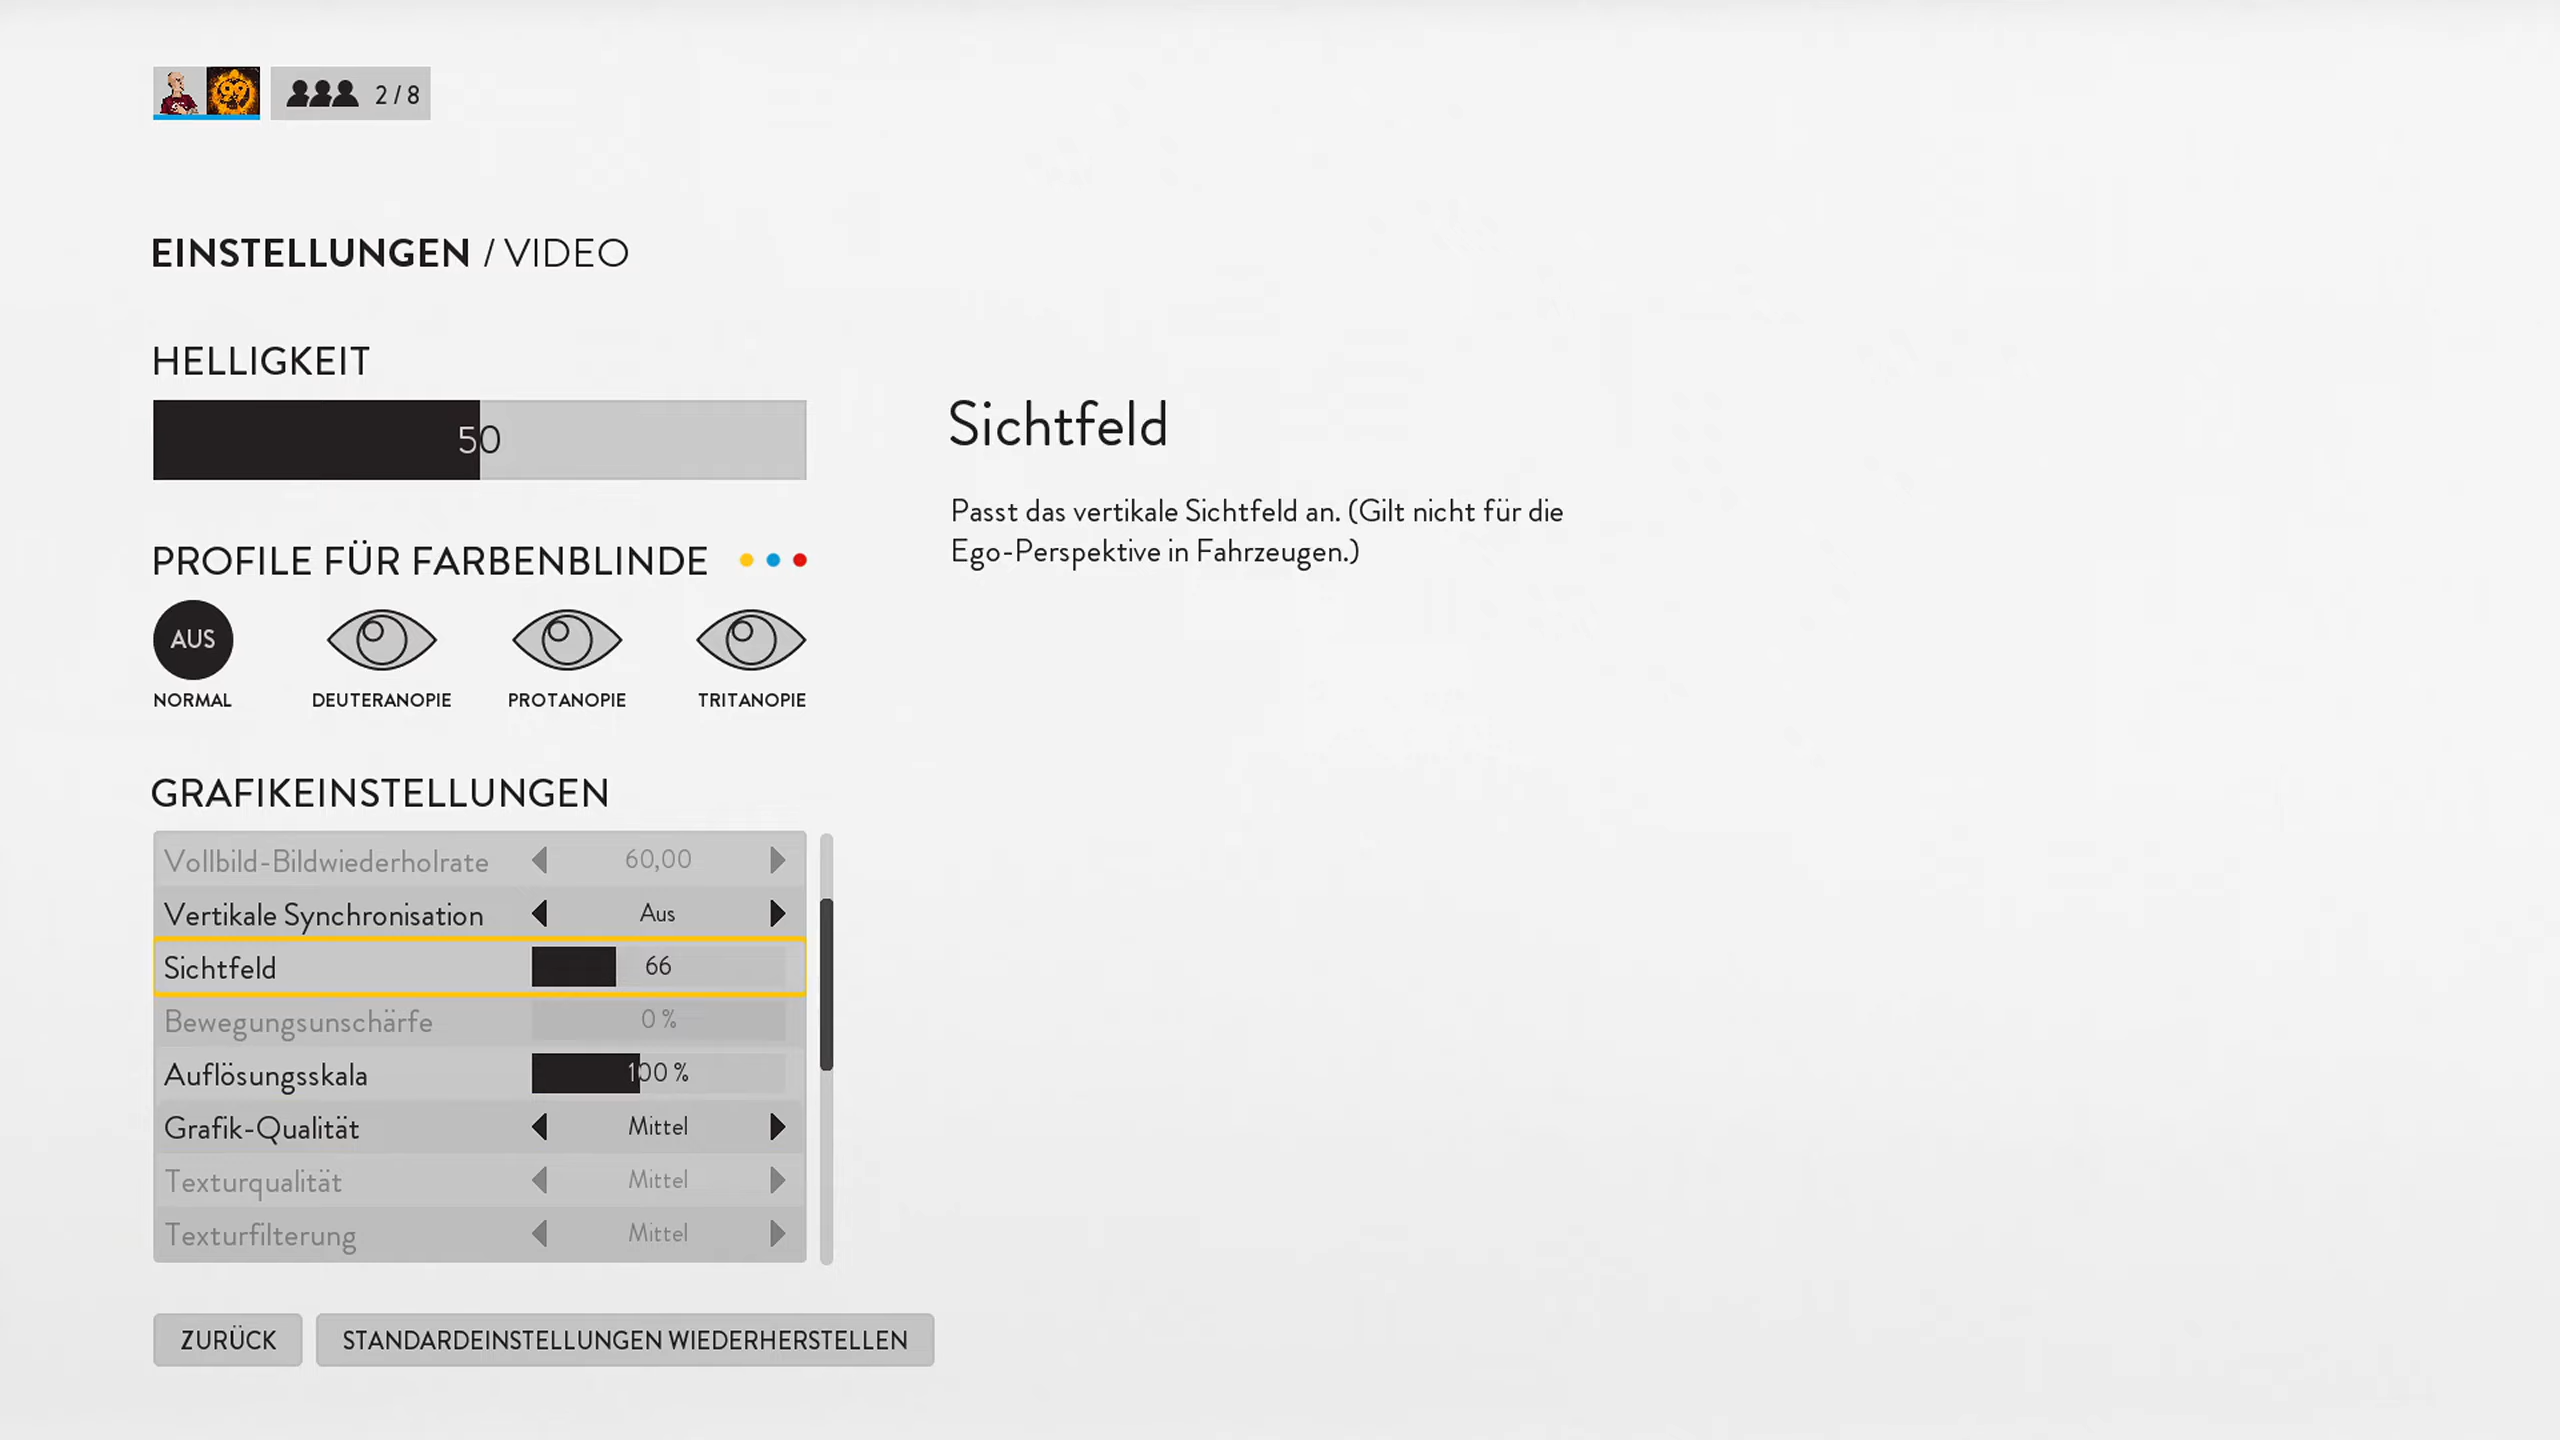 2 / 8
EINSTELLUNGEN / VIDEO
HELLIGKEIT
50
PROFILE FÜR FARBENBLINDE
AUS
NORMAL DEUTERANOPIE PROTANOPIE TRITANOPIE
GRAFIKEINSTELLUNGEN
Vollbild-Bildwiederholrate 60,00
Vertikale Synchronisation Aus
Sichtfeld 66
Bewegungsunschärfe 0 %
Auflösungsskala 100 %
Grafik-Qualität Mittel
Texturqualität Mittel
Texturfilterung Mittel
ZURÜCK STANDARDEINSTELLUNGEN WIEDERHERSTELLEN
Sichtfeld
Passt das vertikale Sichtfeld an. (Gilt nicht für die
Ego-Perspektive in Fahrzeugen.)